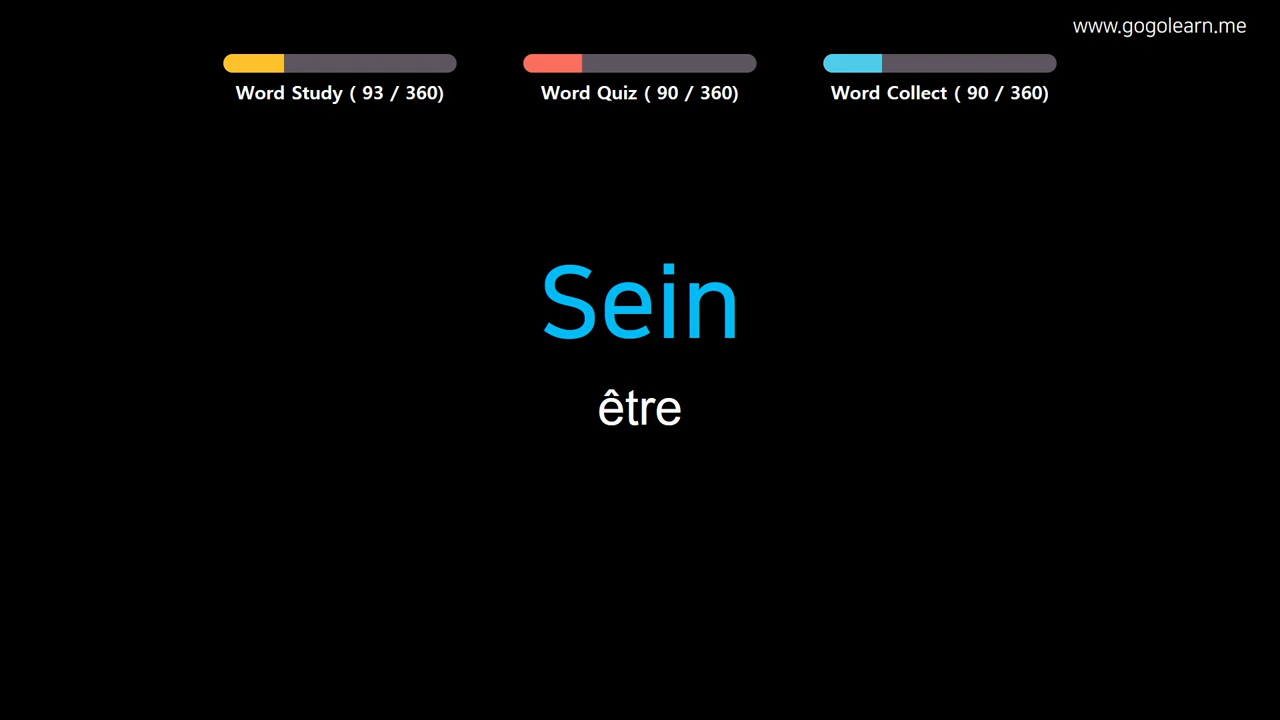 www.gogolearn.me
Word Study ( 93 / 360)
Word Quiz ( 90 / 360)
Word Collect ( 90 / 360)
Sein
être